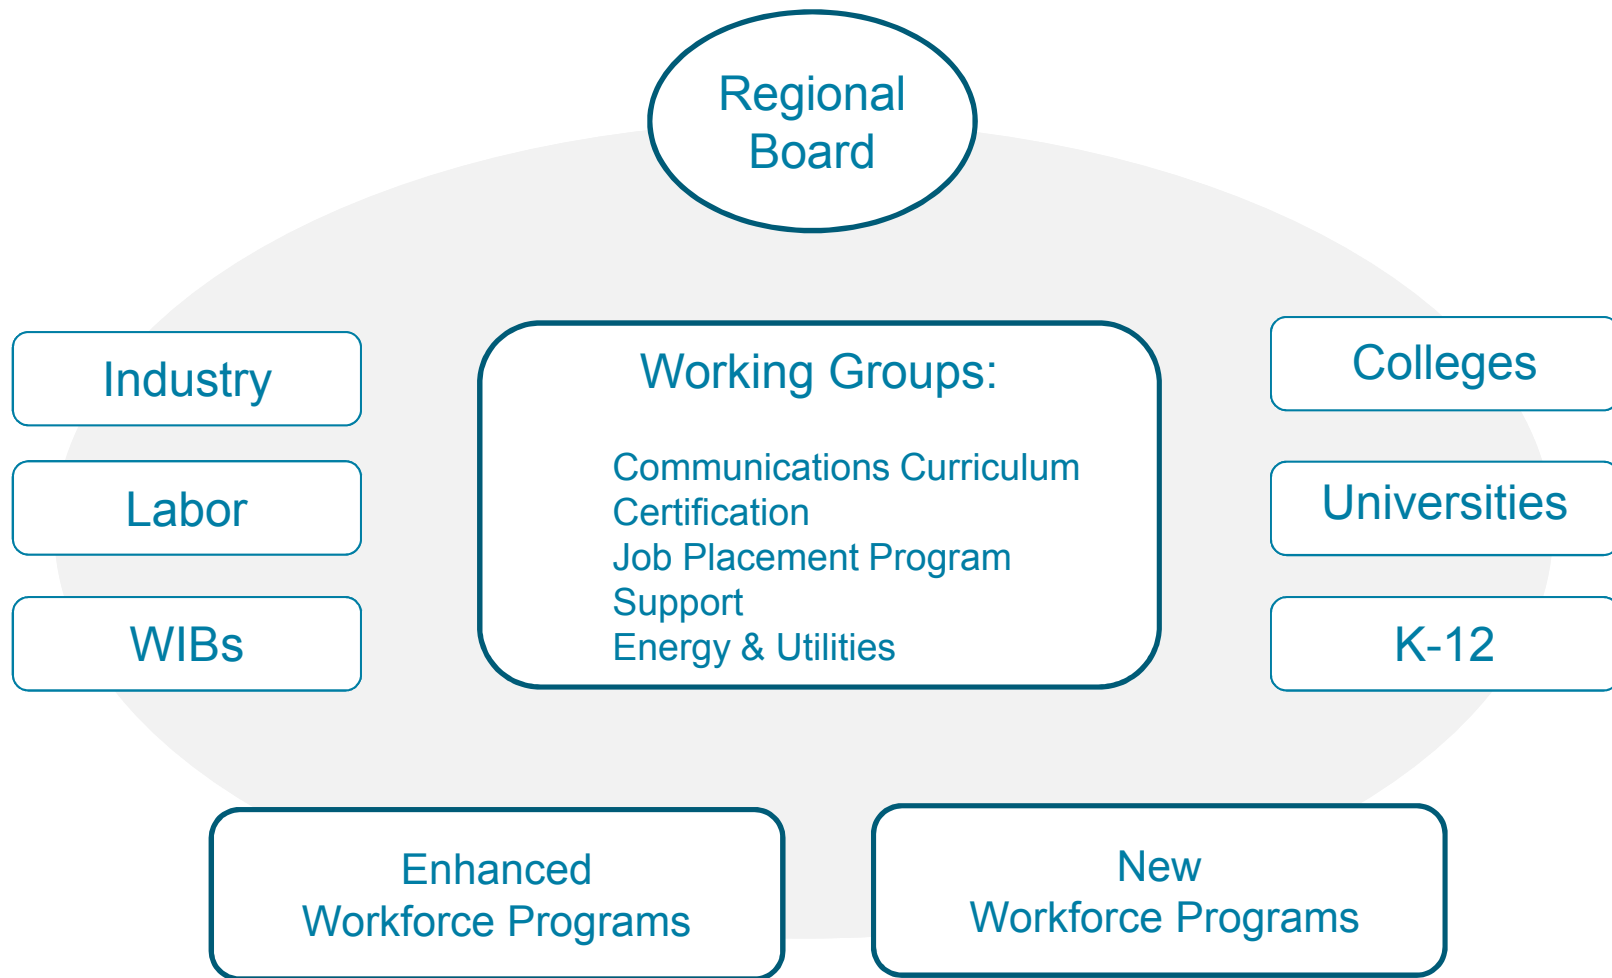 Regional
Board
Industry
Labor
WIBs
Working Groups:
Communications Curriculum
Certification
Job Placement Program
Support
Energy & Utilities
Colleges
Universities
K-12
Enhanced
Workforce Programs
New
Workforce Programs